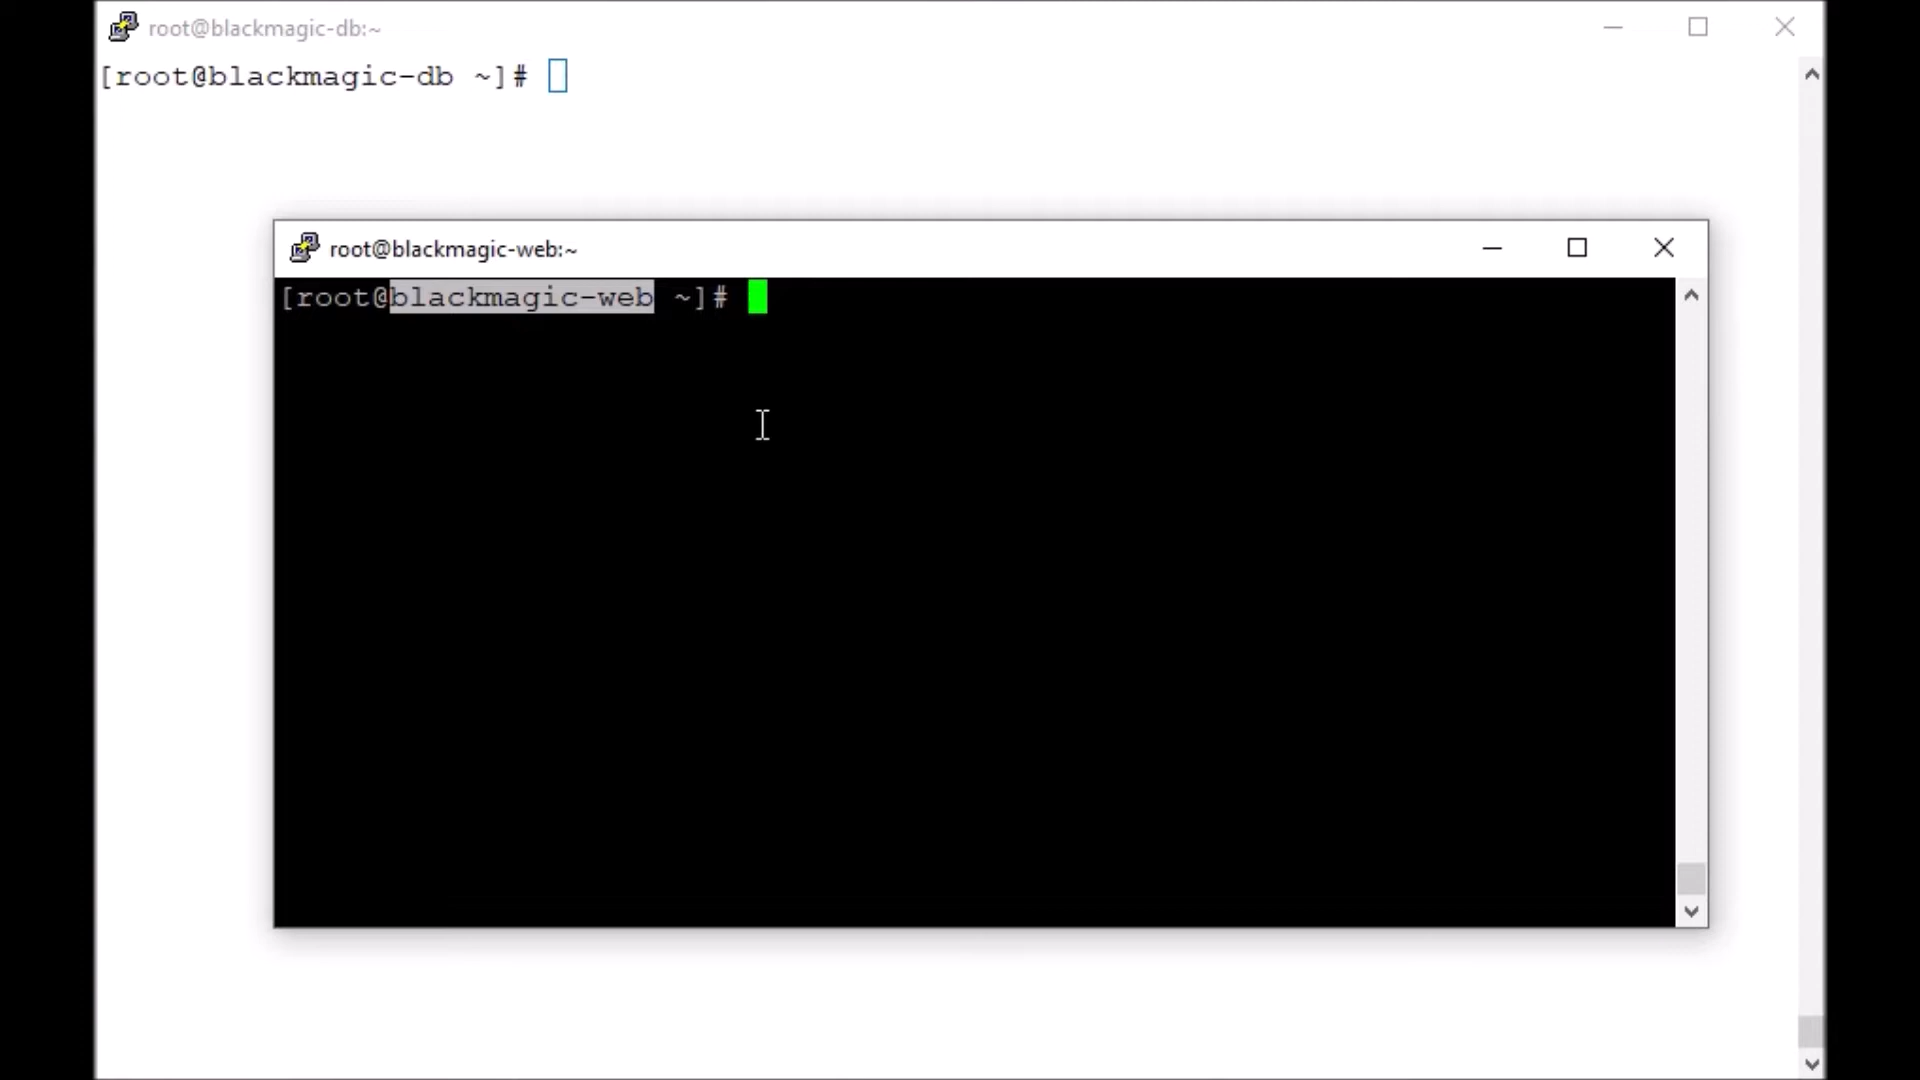 root@blackmagic-db:~
[root@blackmagic-db ~]#
root@blackmagic-web:~
[root@blackmagic-web ~]#